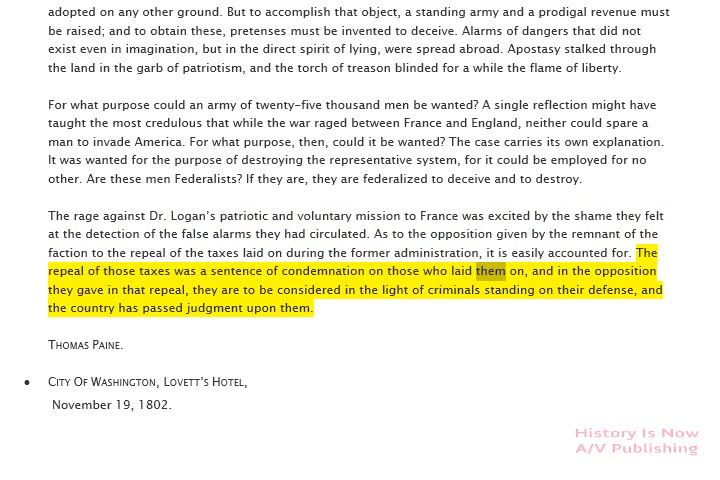 adopted on any other ground. But to accomplish that object, a standing army and a prodigal revenue must
be raised; and to obtain these, pretenses must be invented to deceive. Alarms of dangers that did not
exist even in imagination, but in the direct spirit of lying, were spread abroad. Apostasy stalked through
the land in the garb of patriotism, and the torch of treason blinded for a while the flame of liberty.
For what purpose could an army of twenty-five thousand men be wanted? A single reflection might have
taught the most credulous that while the war raged between France and England, neither could spare a
man to invade America. For what purpose, then, could it be wanted? The case carries its own explanation.
It was wanted for the purpose of destroying the representative system, for it could be employed for no
other. Are these men Federalists? If they are, they are federalized to deceive and to destroy.
The rage against Dr. Logan’s patriotic and voluntary mission to France was excited by the shame they felt
at the detection of the false alarms they had circulated. As to the opposition given by the remnant of the
faction to the repeal of the taxes laid on during the former administration, it is easily accounted for. The
repeal of those taxes was a sentence of condemnation on those who laid them on, and in the opposition
they gave in that repeal, they are to be considered in the light of criminals standing on their defense, and
the country has passed judgment upon them.
THOMAS PAINE.
• CITY OF WASHINGTON, LOVETT’S HOTEL,
November 19, 1802.
History Is Now
A/V Publishing